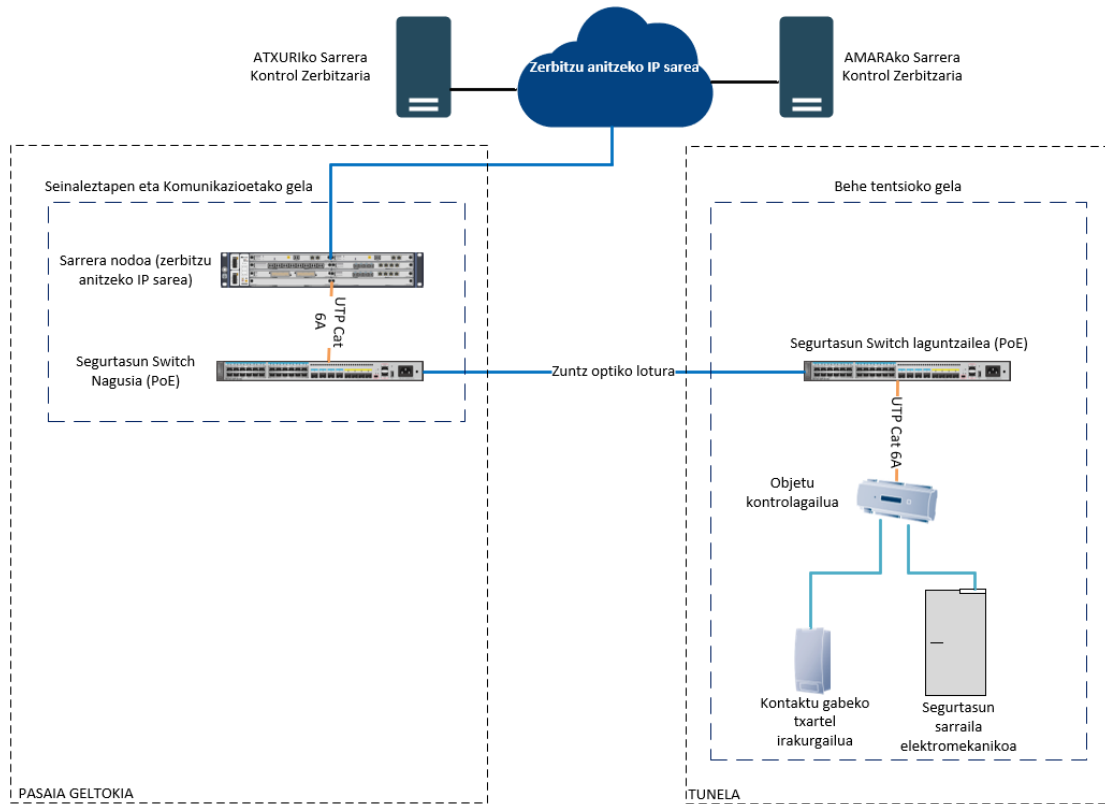 ATXURIko Sarrera
Kontrol Zerbitzaria
Zerbitzu anitzeko IP sarea
AMARAko Sarrera
Kontrol Zerbitzaria
Seinaleztapen eta Komunikazioetako gela
Sarrera nodoa (zerbitzu
anitzeko IP sarea)
UTP Cat
6A
Segurtasun Switch
Nagusia (PoE)
Zuntz optiko lotura
Behe tentsioko gela
Segurtasun Switch laguntzailea (PoE)
UTP Cat 6A
Objetu
kontrolagailua
Kontaktu gabeko
txartel
irakurgailua
Segurtasun
sarraila
elektromekanikoa
PASAIA GELTOKIA
TUNELA